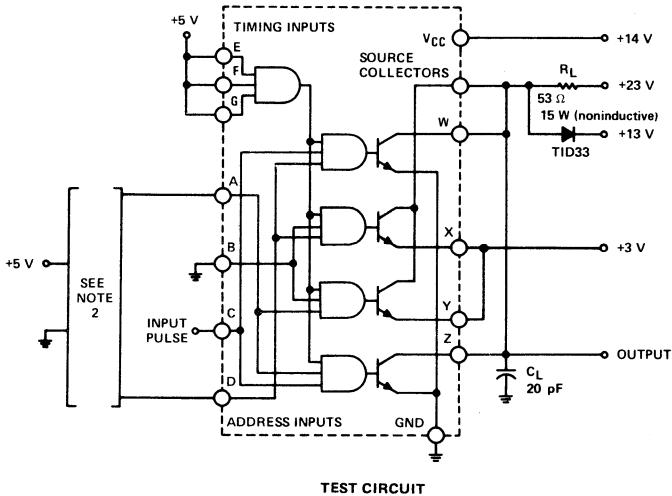 +5 V
TIMING INPUTS
E
F
G
VCC
+14 V
SOURCE
COLLECTORS
RL
+23 V
53 Ω
15 W (noninductive)
W
+13 V
TID33
A
X
B
+3 V
+5 V
SEE
NOTE
2
C
Y
INPUT
PULSE
Z
OUTPUT
D
CL
20 pF
ADDRESS INPUTS
GND
TEST CIRCUIT